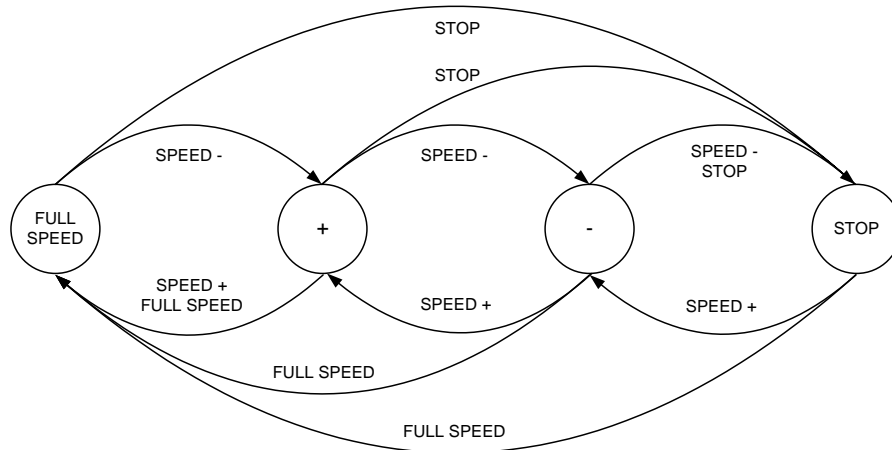 STOP
STOP
SPEED -
SPEED -
SPEED -
STOP
FULL
SPEED
+
-
STOP
SPEED +
FULL SPEED
SPEED +
SPEED +
FULL SPEED
FULL SPEED